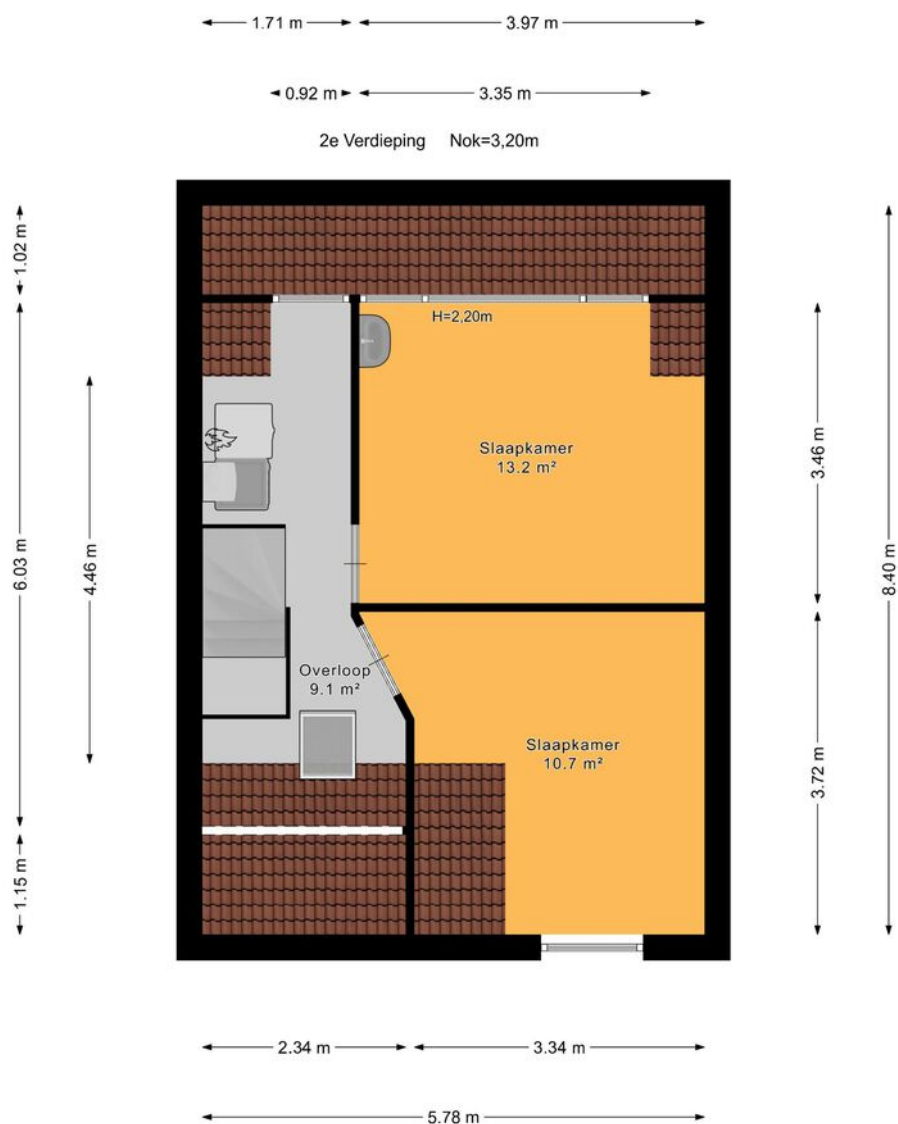 1.71 m 3.97 m
0.92 m 3.35 m
2e Verdieping Nok=3,20m
1.02 m
H=2,20m
Slaapkamer
13.2 m²
3.46 m
6.03 m
4.46 m
8.40 m
Overloop
9.1 m²
Slaapkamer
10.7 m²
3.72 m
1.15 m
2.34 m 3.34 m
5.78 m